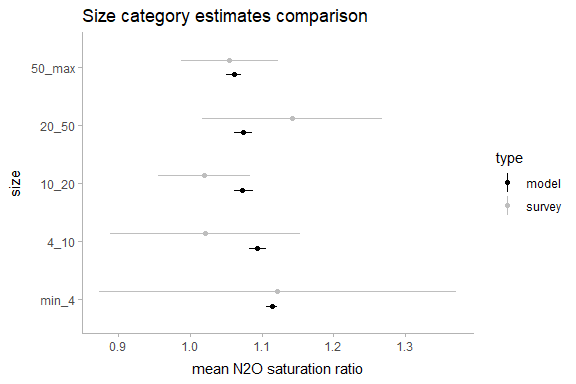 Size category estimates comparison
size
50_max
20_50
10_20
4_10
min_4
0.9 1.0 1.1 1.2 1.3
mean N2O saturation ratio
type
model
survey